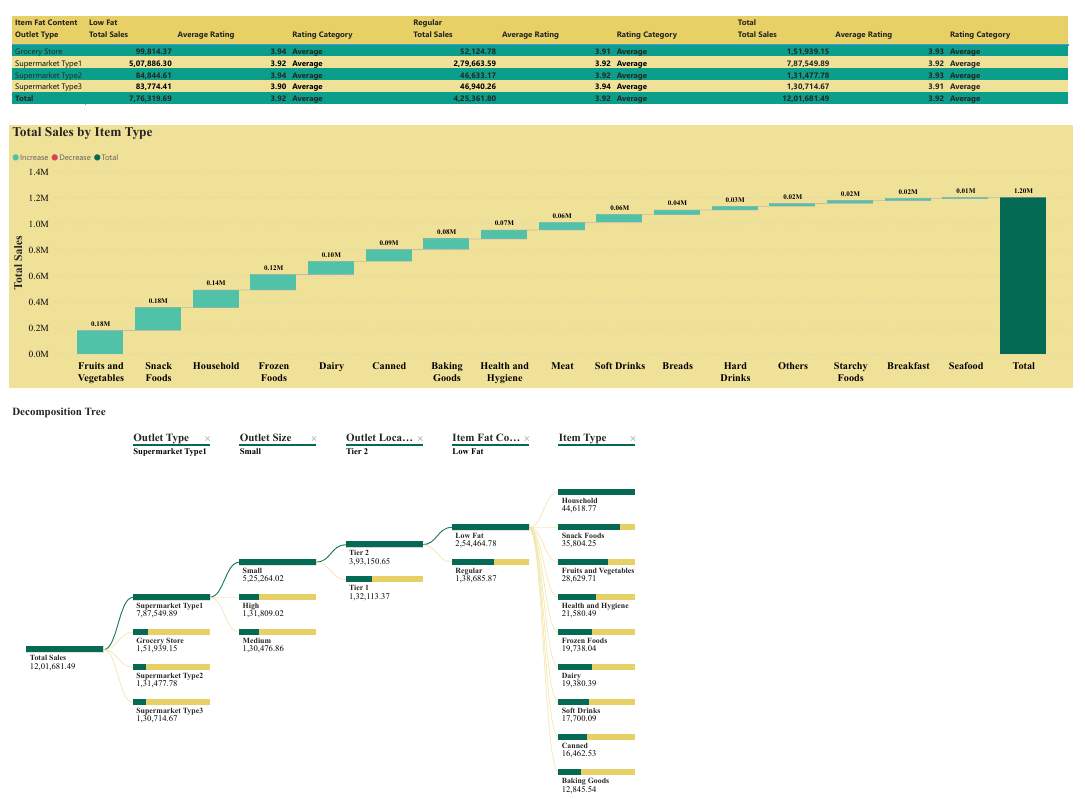 Item Fat Content Low Fat Regular Total
Outlet Type Total Sales Average Rating Rating Category Total Sales Average Rating Rating Category Total Sales Average Rating Rating Category
Grocery Store 99,814.37 3.94 Average 52,124.78 3.91 Average 1,51,939.15 3.93 Average
Supermarket Type1 5,07,886.30 3.92 Average 2,79,663.59 3.92 Average 7,87,549.89 3.92 Average
Supermarket Type2 84,844.61 3.94 Average 46,633.17 3.92 Average 1,31,477.78 3.93 Average
Supermarket Type3 83,774.41 3.90 Average 46,940.26 3.94 Average 1,30,714.67 3.91 Average
Total 7,76,319.69 3.92 Average 4,25,361.80 3.92 Average 12,01,681.49 3.92 Average
Total Sales by Item Type
Increase Decrease Total
1.4M
1.2M
1.0M
0.8M
0.6M
0.4M
0.2M
0.0M
Total Sales
0.18M
0.18M
0.14M
0.12M
0.10M
0.09M
0.08M
0.07M
0.06M
0.06M
0.04M
0.03M
0.02M
0.02M
0.02M
0.01M
1.20M
Fruits and
Vegetables
Snack
Foods
Household
Frozen
Foods
Dairy
Canned
Baking
Goods
Health and
Hygiene
Meat
Soft Drinks
Breads
Hard
Drinks
Others
Starchy
Foods
Breakfast
Seafood
Total
Decomposition Tree
Outlet Type ×
Supermarket Type1
Outlet Size ×
Small
Outlet Loca... ×
Tier 2
Item Fat Co... ×
Low Fat
Item Type ×
Total Sales
12,01,681.49
Supermarket Type1
7,87,549.89
Grocery Store
1,51,939.15
Supermarket Type2
1,31,477.78
Supermarket Type3
1,30,714.67
Small
5,25,264.02
High
1,31,809.02
Medium
1,30,476.86
Tier 2
3,93,150.65
Tier 1
1,32,113.37
Low Fat
2,54,464.78
Regular
1,38,685.87
Household
44,618.77
Snack Foods
35,804.25
Fruits and Vegetables
28,629.71
Health and Hygiene
21,580.49
Frozen Foods
19,738.04
Dairy
19,380.39
Soft Drinks
17,700.09
Canned
16,462.53
Baking Goods
12,845.54